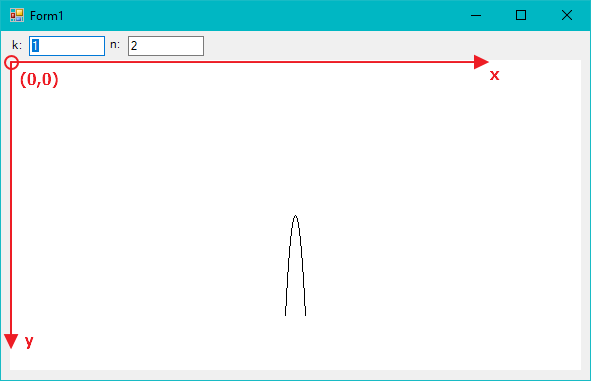 Form1
k: 1 n: 2
(0,0) x
y